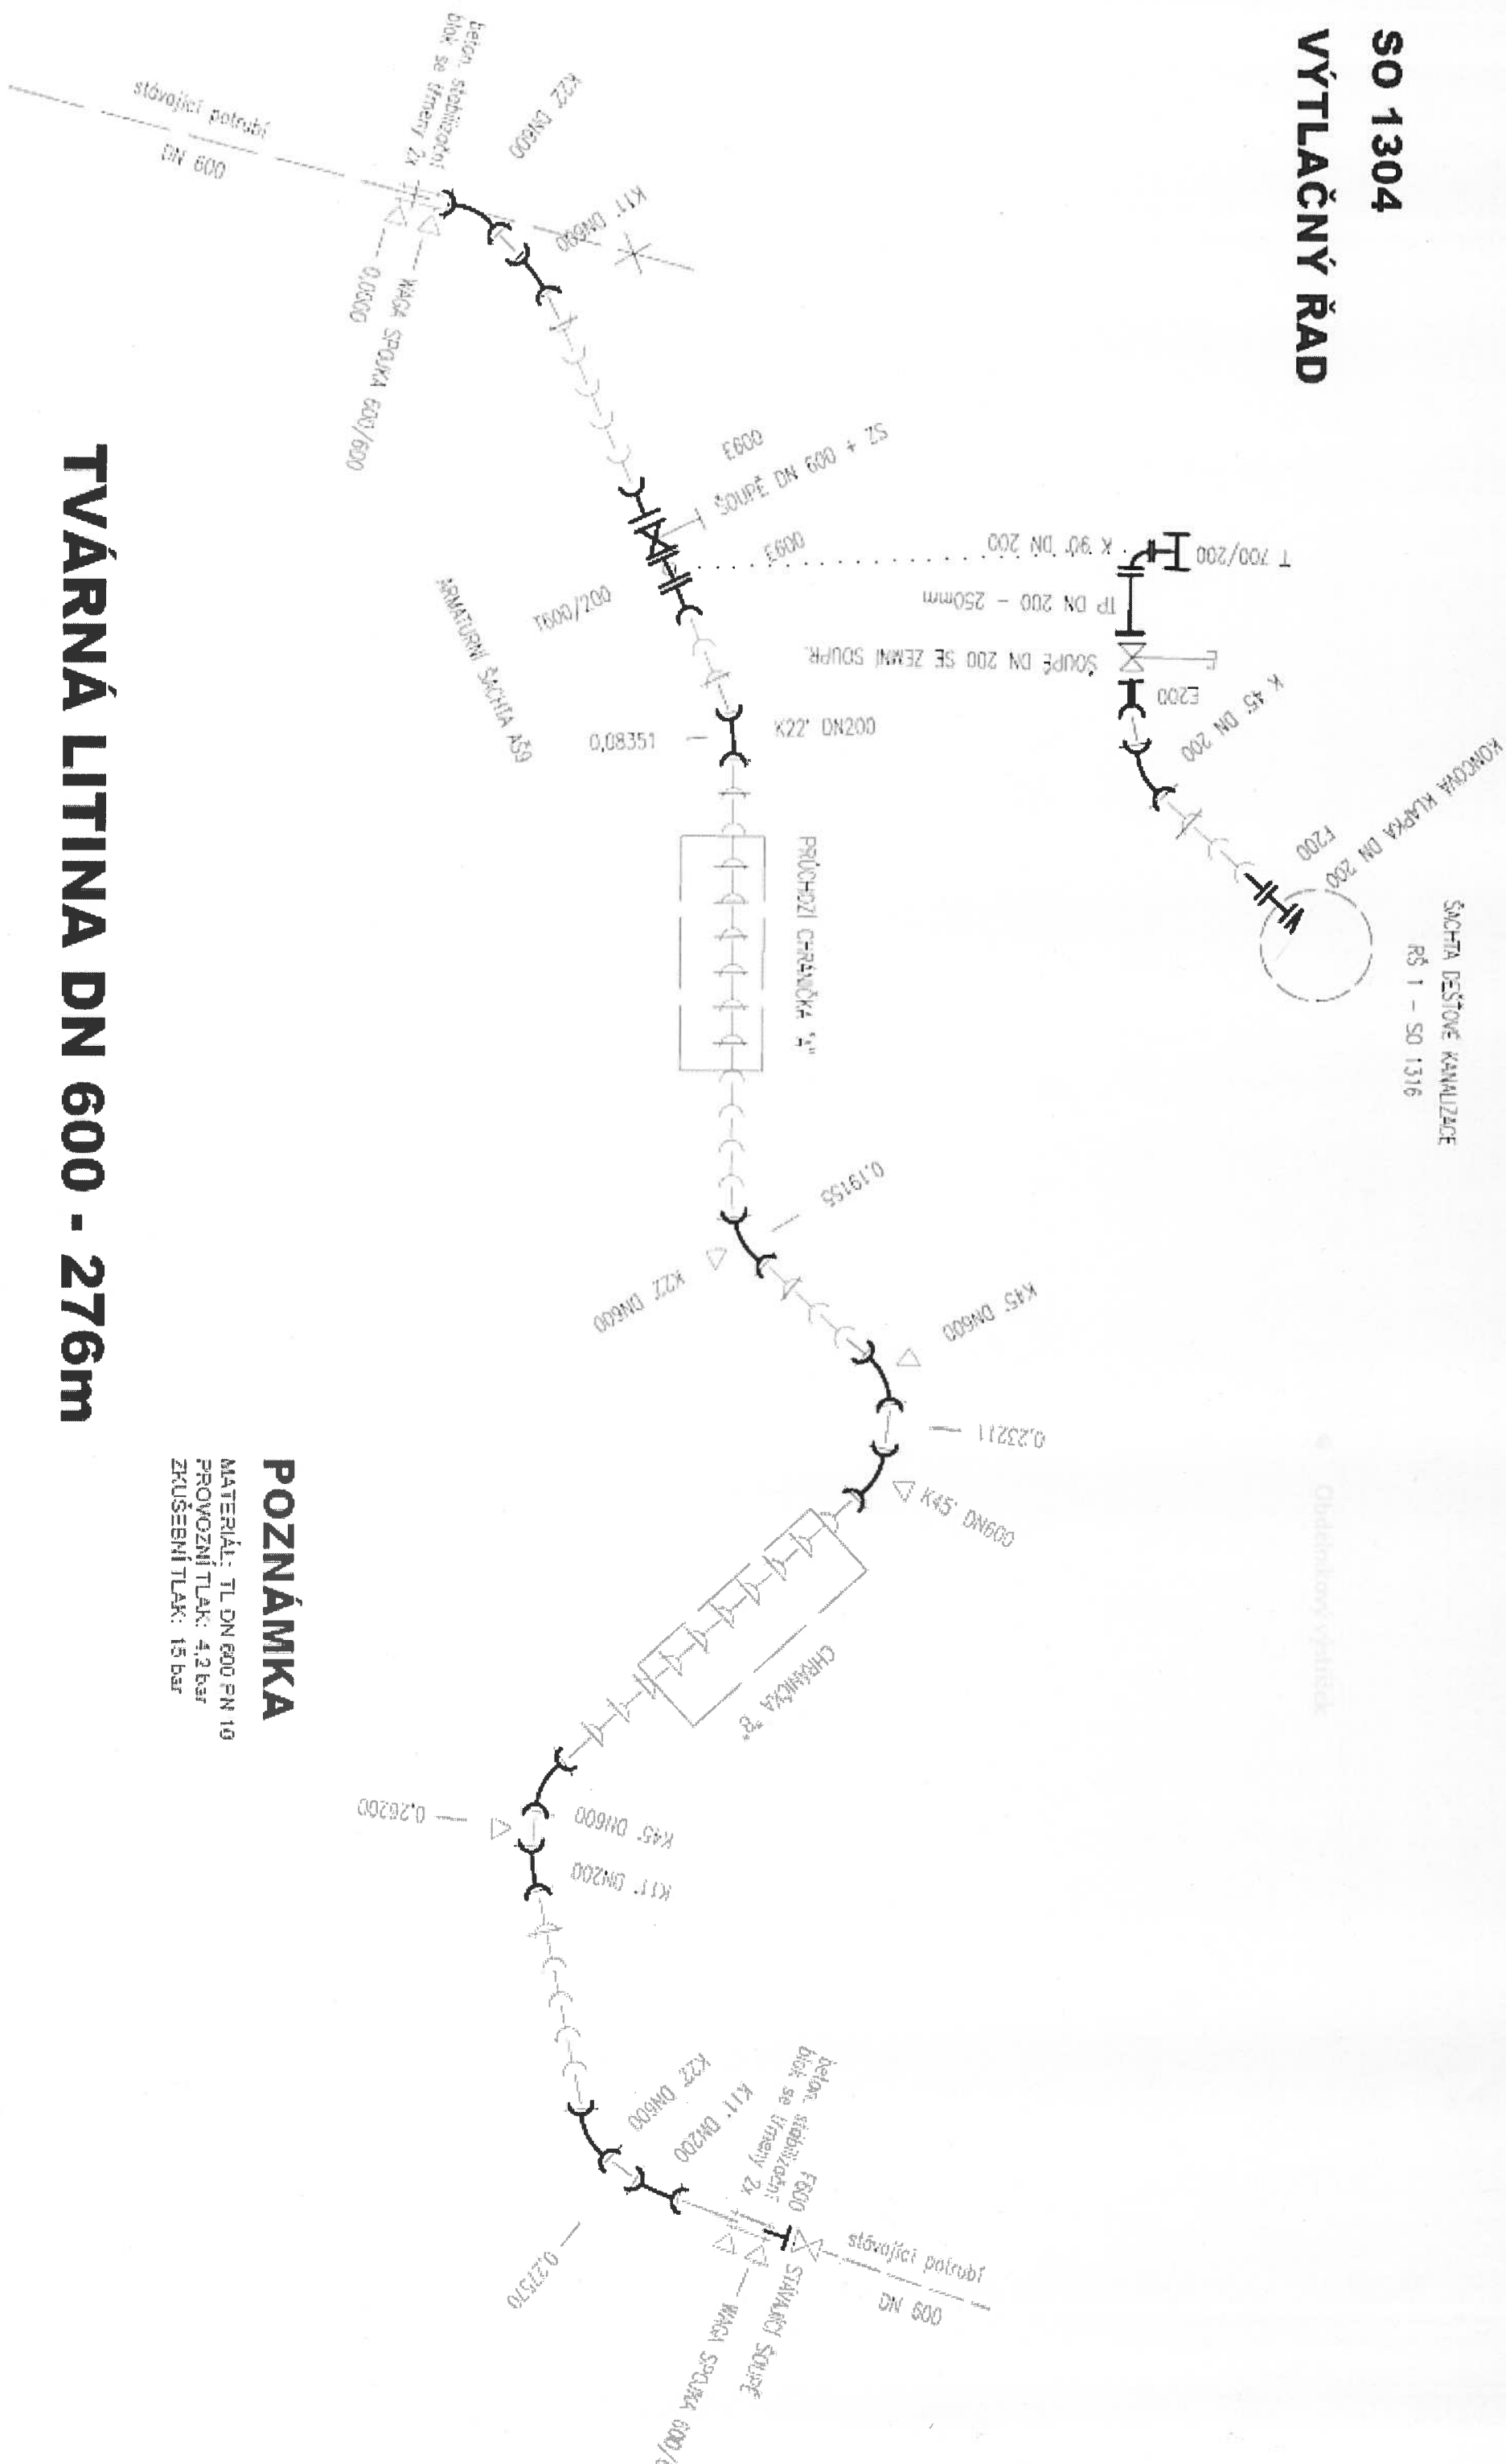 SO 1304
VÝTLAČNÝ ŘAD
ŠACHTA DEŠŤOVÉ KANALIZACE
RŠ 1 - SO 1316
KONCOVÁ KLAPKA DN 200
F200
K 45° DN 200
E200
ŠOUPĚ DN 200 SE ZEMNÍ SOUPR.
TP DN 200 - 250mm
K 90° DN 200
T 700/200
K22° DN600
K11° DN600
beton. stabilizační
blok se třmeny 2x
stávající potrubí
DN 600
0,0000
WAGA SPOJKA 600/600
E600
ŠOUPĚ DN 600 + SZ
E600
T600/200
ARMATURNÍ ŠACHTA AŠ9
0,08351
K22° DN200
PRŮCHOZÍ CHRÁNIČKA "A"
0,19155
K22° DN600
K45° DN600
0,23211
K45° DN600
CHRÁNIČKA "B"
0,26200
K45° DN600
K11° DN200
K22° DN600
K11° DN200
beton. stabilizační
blok se třmeny 2x
F600
0,27570
stávající potrubí
DN 600
STÁVAJÍCÍ ŠOUPĚ
WAGA SPOJKA 600/
POZNÁMKA
MATERIÁL: TL DN 600 PN 10
PROVOZNÍ TLAK: 4,2 bar
ZKUŠEBNÍ TLAK: 15 bar
TVÁRNÁ LITINA DN 600 - 276m